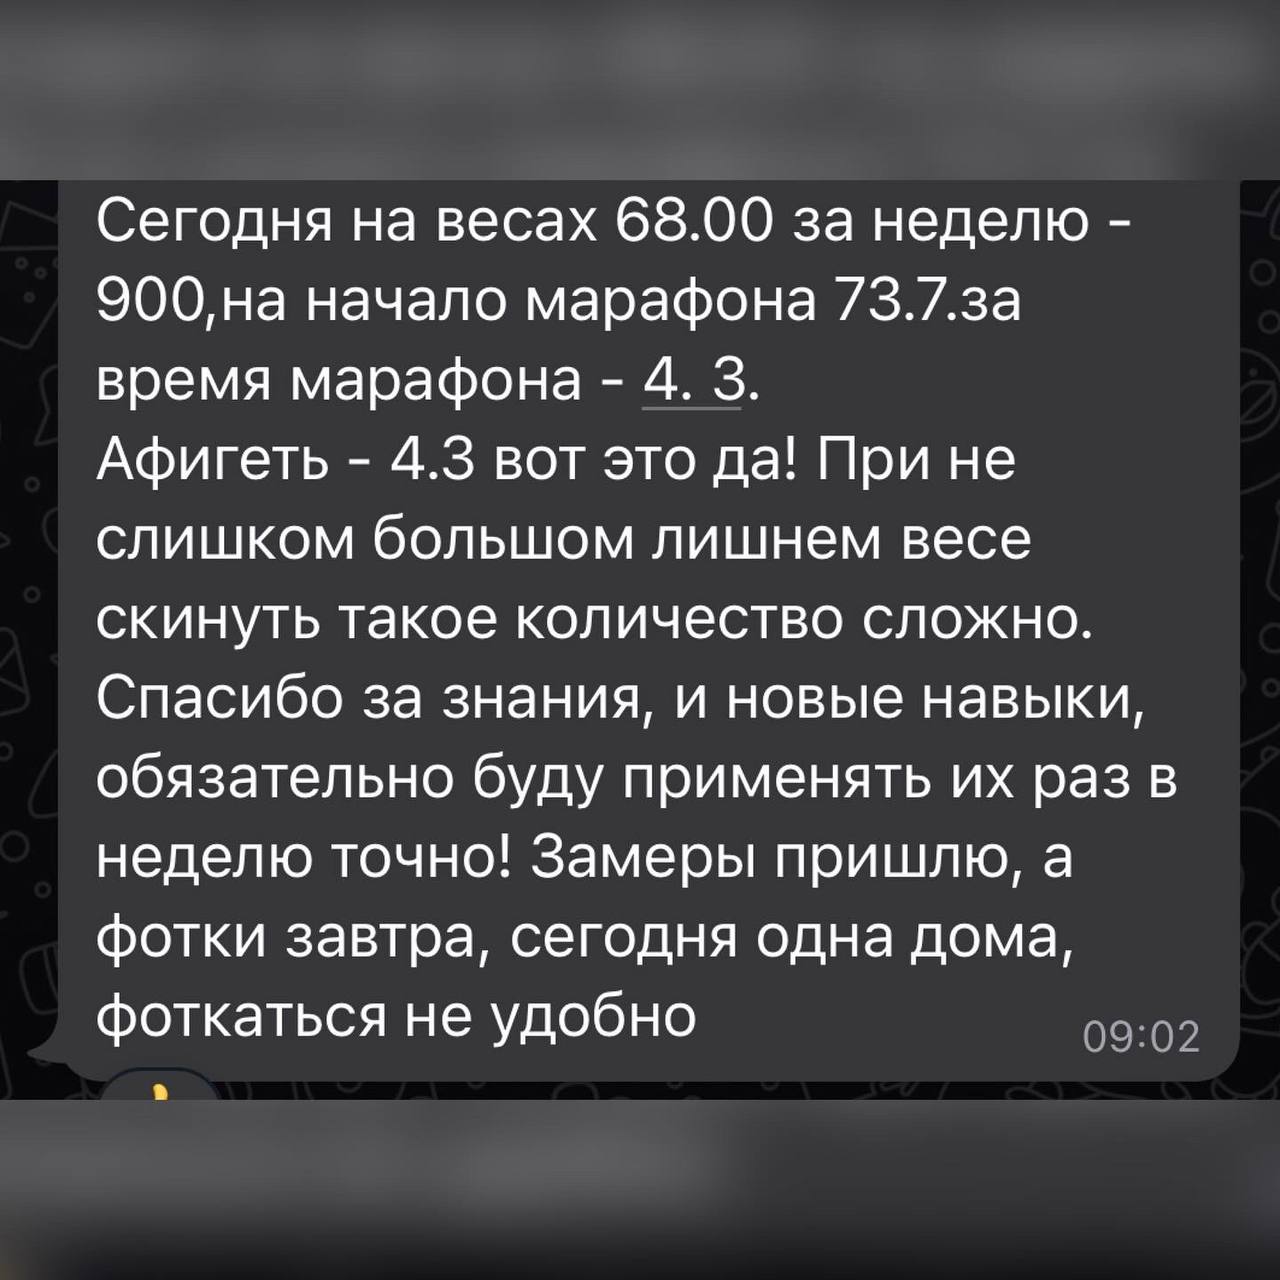 Сегодня на весах 68.00 за неделю -
900,на начало марафона 73.7.за
время марафона - 4. 3.
Афигеть - 4.3 вот это да! При не
слишком большом лишнем весе
скинуть такое количество сложно.
Спасибо за знания, и новые навыки,
обязательно буду применять их раз в
неделю точно! Замеры пришлю, а
фотки завтра, сегодня одна дома,
фоткаться не удобно
09:02